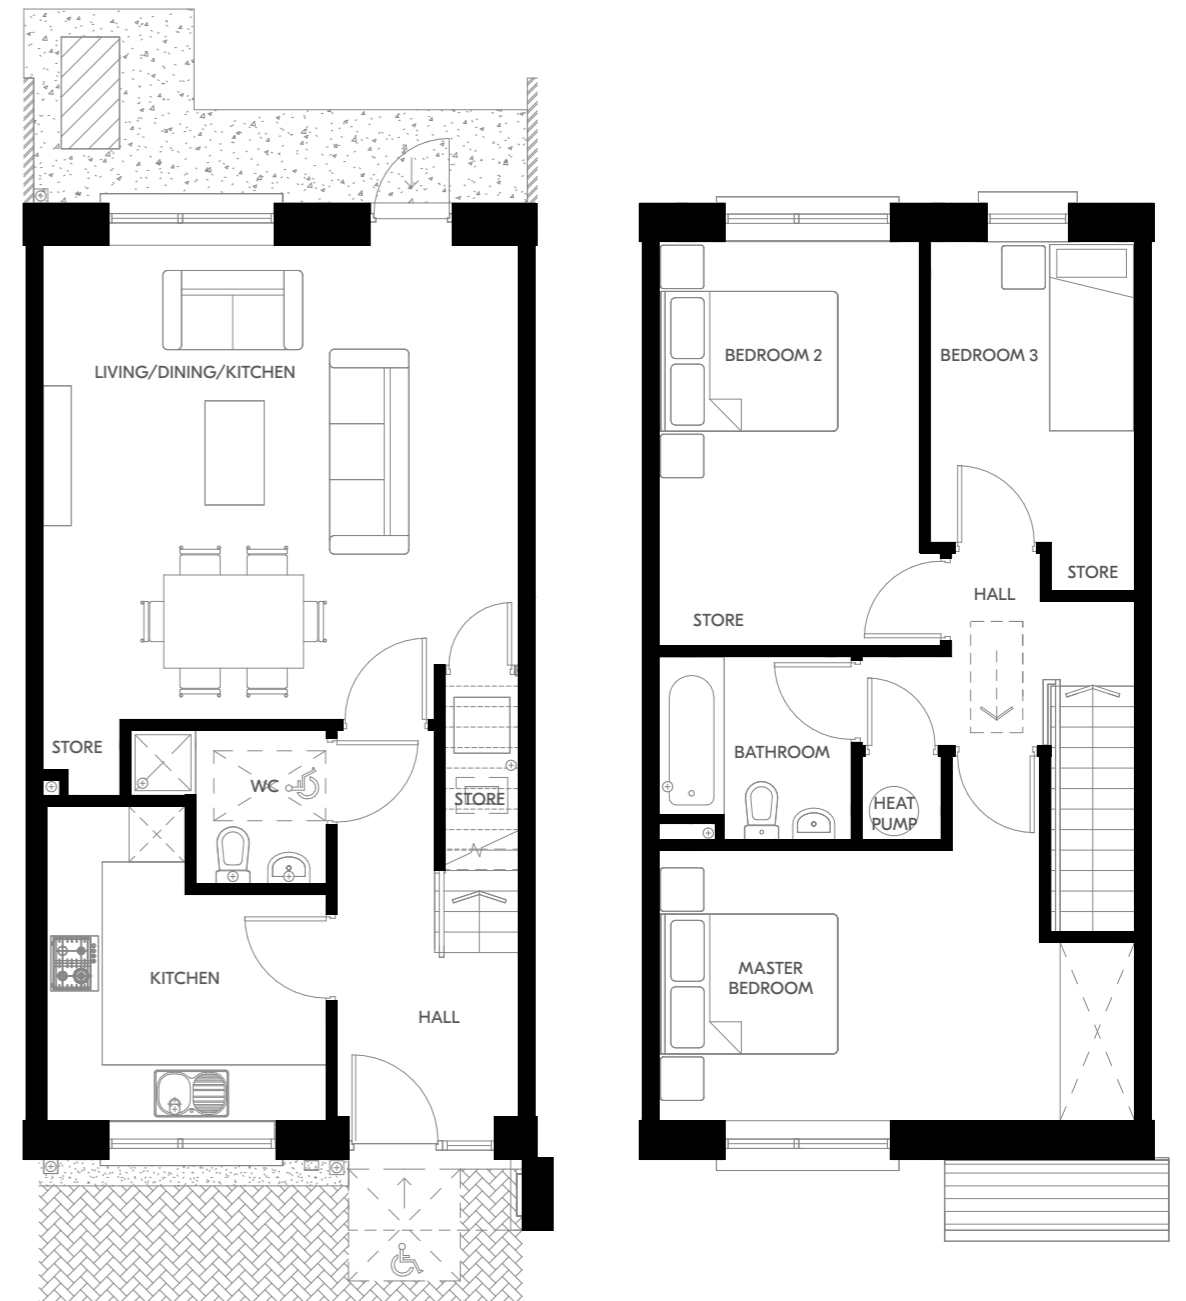 LIVING/DINING/KITCHEN
STORE
WC
STORE
KITCHEN
HALL
BEDROOM 2
BEDROOM 3
STORE
HALL
STORE
BATHROOM
HEAT
PUMP
MASTER
BEDROOM